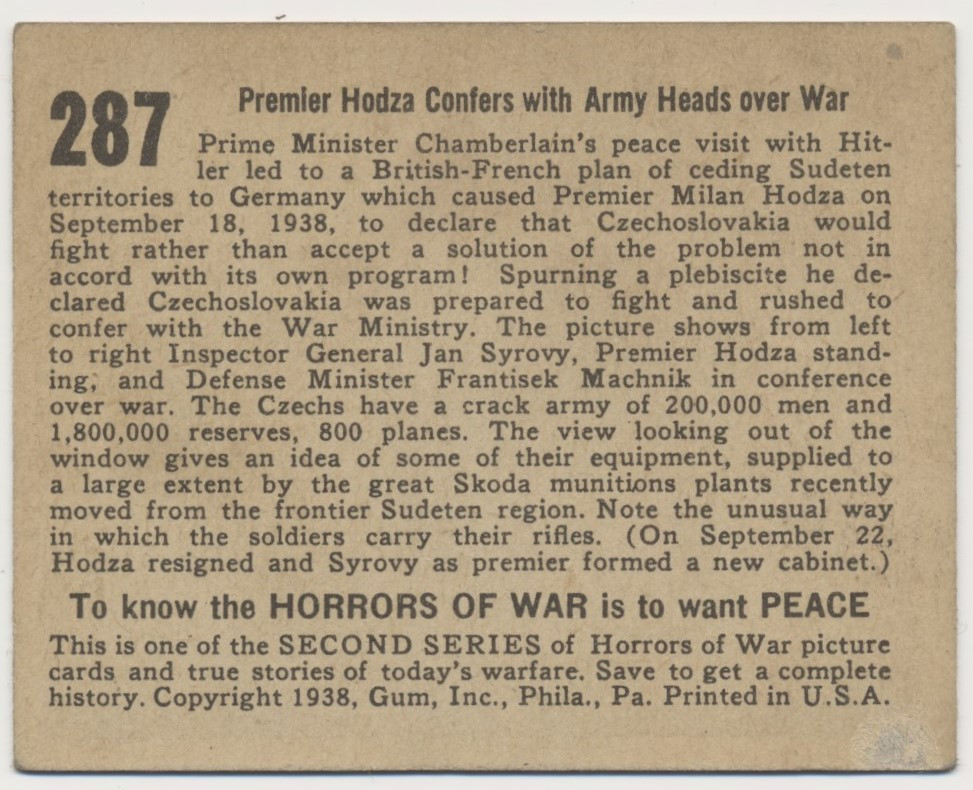 287
Premier Hodza Confers with Army Heads over War
Prime Minister Chamberlain's peace visit with Hit-
ler led to a British-French plan of ceding Sudeten
territories to Germany which caused Premier Milan Hodza on
September 18, 1938, to declare that Czechoslovakia would
fight rather than accept a solution of the problem not in
accord with its own program! Spurning a plebiscite he de-
clared Czechoslovakia was prepared to fight and rushed to
confer with the War Ministry. The picture shows from left
to right Inspector General Jan Syrovy, Premier Hodza stand-
ing, and Defense Minister Frantisek Machnik in conference
over war. The Czechs have a crack army of 200,000 men and
1,800,000 reserves, 800 planes. The view looking out of the
window gives an idea of some of their equipment, supplied to
a large extent by the great Skoda munitions plants recently
moved from the frontier Sudeten region. Note the unusual way
in which the soldiers carry their rifles. (On September 22,
Hodza resigned and Syrovy as premier formed a new cabinet.)
To know the HORRORS OF WAR is to want PEACE
This is one of the SECOND SERIES of Horrors of War picture
cards and true stories of today's warfare. Save to get a complete
history. Copyright 1938, Gum, Inc., Phila., Pa. Printed in U.S.A.